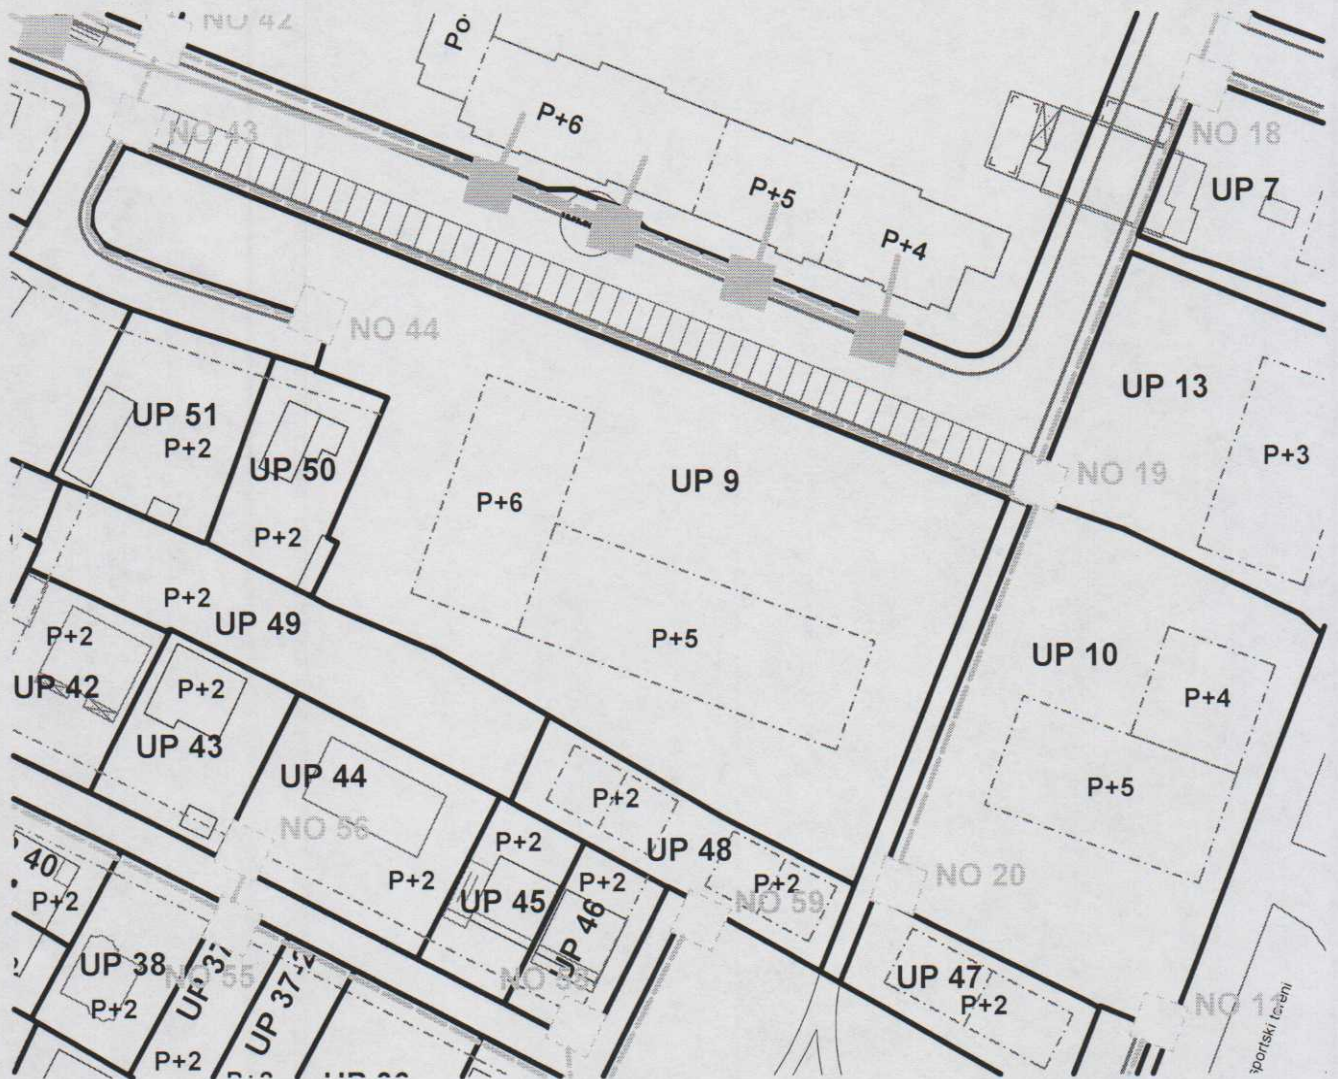 NO 42
Po
P+6
NO 43
NO 18
UP 7
P+5
P+4
NO 44
UP 13
UP 51
P+2
UP 50
UP 9
P+3
NO 19
P+6
P+2
P+2
UP 49
P+2
P+5
UP 10
UP 42
P+2
P+4
UP 43
UP 44
P+5
P+2
NO 56
P+2
UP 48
40
P+2
P+2
P+2
NO 20
P+2
UP 45
NO 59
UP 46
UP 38
UP 37
NO 55
UP 37-2
UP 47
P+2
P+2
P+2
sportski tereni